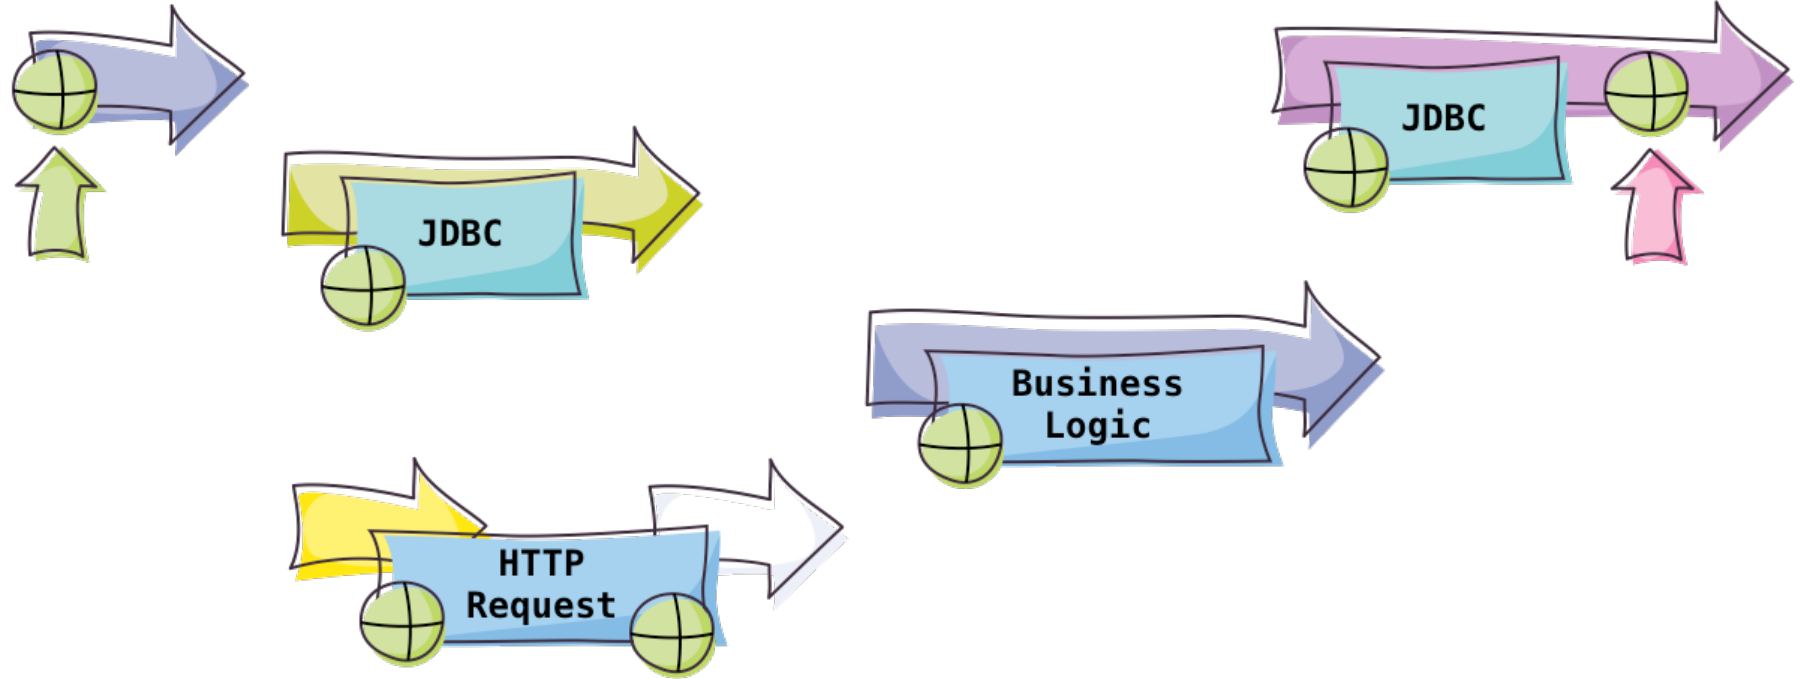 JDBC
JDBC
Business
Logic
HTTP
Request